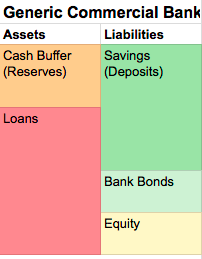 Generic Commercial Bank
Assets Liabilities
Cash Buffer Savings
(Reserves) (Deposits)
Loans
Bank Bonds
Equity